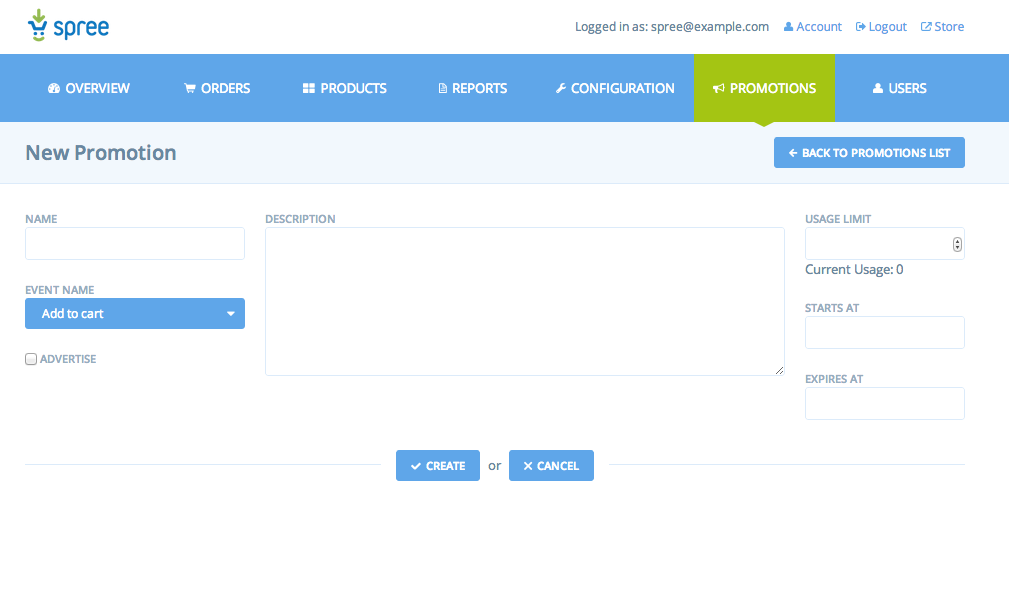 spree
Logged in as: spree@example.com Account Logout Store
OVERVIEW ORDERS PRODUCTS REPORTS CONFIGURATION PROMOTIONS USERS
New Promotion
BACK TO PROMOTIONS LIST
NAME
DESCRIPTION
USAGE LIMIT
Current Usage: 0
EVENT NAME
Add to cart
STARTS AT
ADVERTISE
EXPIRES AT
CREATE or CANCEL